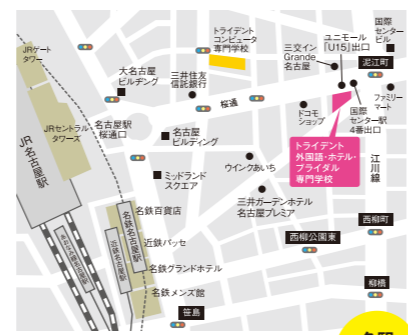 トライデント
コンピュータ
専門学校
国際
センター
ビル
ユニモール
「U15」出口
三交イン
Grande
名古屋
泥江町
JRゲート
タワー
大名古屋
ビルヂング
三井住友
信託銀行
桜通
ドコモ
ショップ
国際
センター駅
4番出口
ファミリー
マート
JRセントラル
タワーズ
名古屋駅
桜通口
名古屋
ビルディング
トライデント
外国語・ホテル・
ブライダル
専門学校
江川線
JR名古屋駅
ミッドランド
スクエア
ウインクあいち
三井ガーデンホテル
名古屋プレミア
名鉄百貨店
名鉄名古屋駅
近鉄パッセ
近鉄名古屋駅
西柳公園東
西柳町
あおなみ線名古屋駅
名鉄グランドホテル
名鉄メンズ館
柳橋
笹島